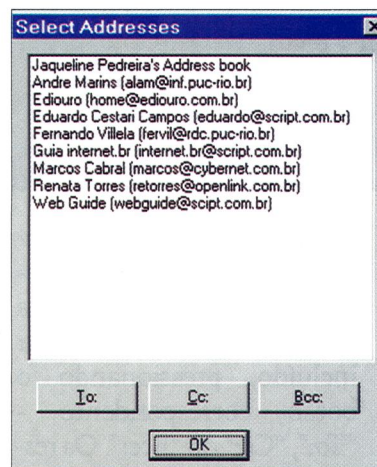 Select Addresses
Jaqueline Pedreira's Address book
Andre Marins (alam@inf.puc-rio.br)
Ediouro (home@ediouro.com.br)
Eduardo Cestari Campos (eduardo@script.com.br)
Fernando Villela (fervil@rdc.puc-rio.br)
Guia internet.br (internet.br@script.com.br)
Marcos Cabral (marcos@cybernet.com.br)
Renata Torres (retorres@openlink.com.br)
Web Guide (webguide@scipt.com.br)
To: Cc: Bcc:
OK